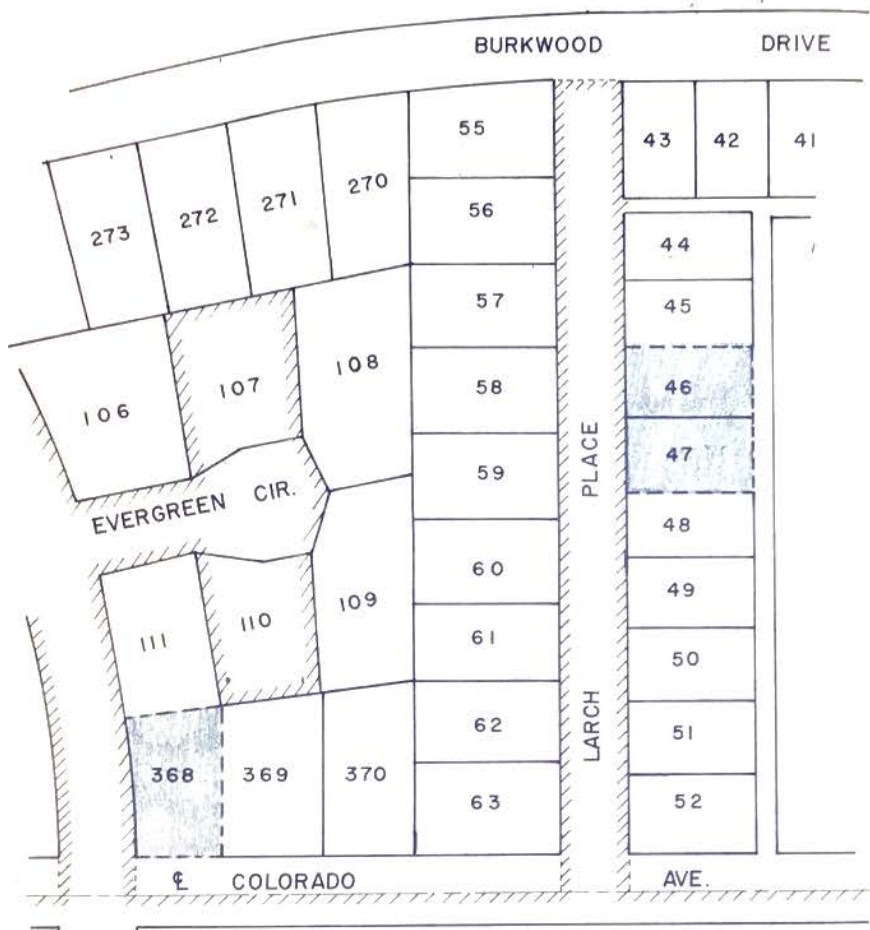 BURKWOOD DRIVE
55
43 42 41
273 272 271 270
56
44
57
45
106 107 108
58
46
59
47
EVERGREEN CIR.
PLACE
48
60
49
111 110 109
61
50
62
51
LARCH
368 369 370
63
52
℄ COLORADO AVE.